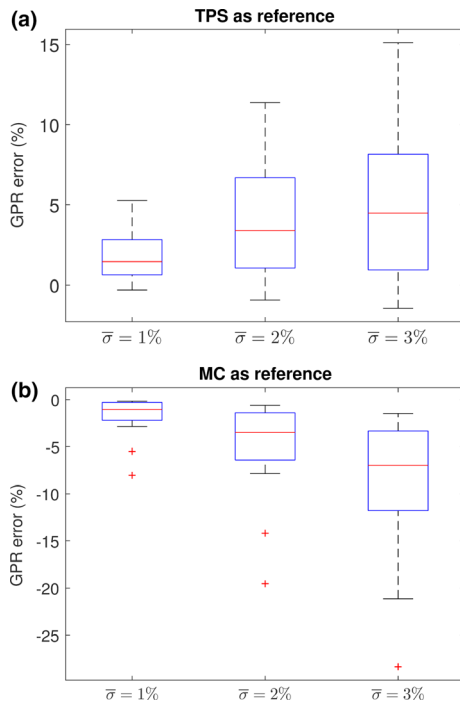 (a)
TPS as reference
GPR error (%)
15
10
5
0
σ̅ = 1%
σ̅ = 2%
σ̅ = 3%
(b)
MC as reference
GPR error (%)
0
-5
-10
-15
-20
-25
σ̅ = 1%
σ̅ = 2%
σ̅ = 3%